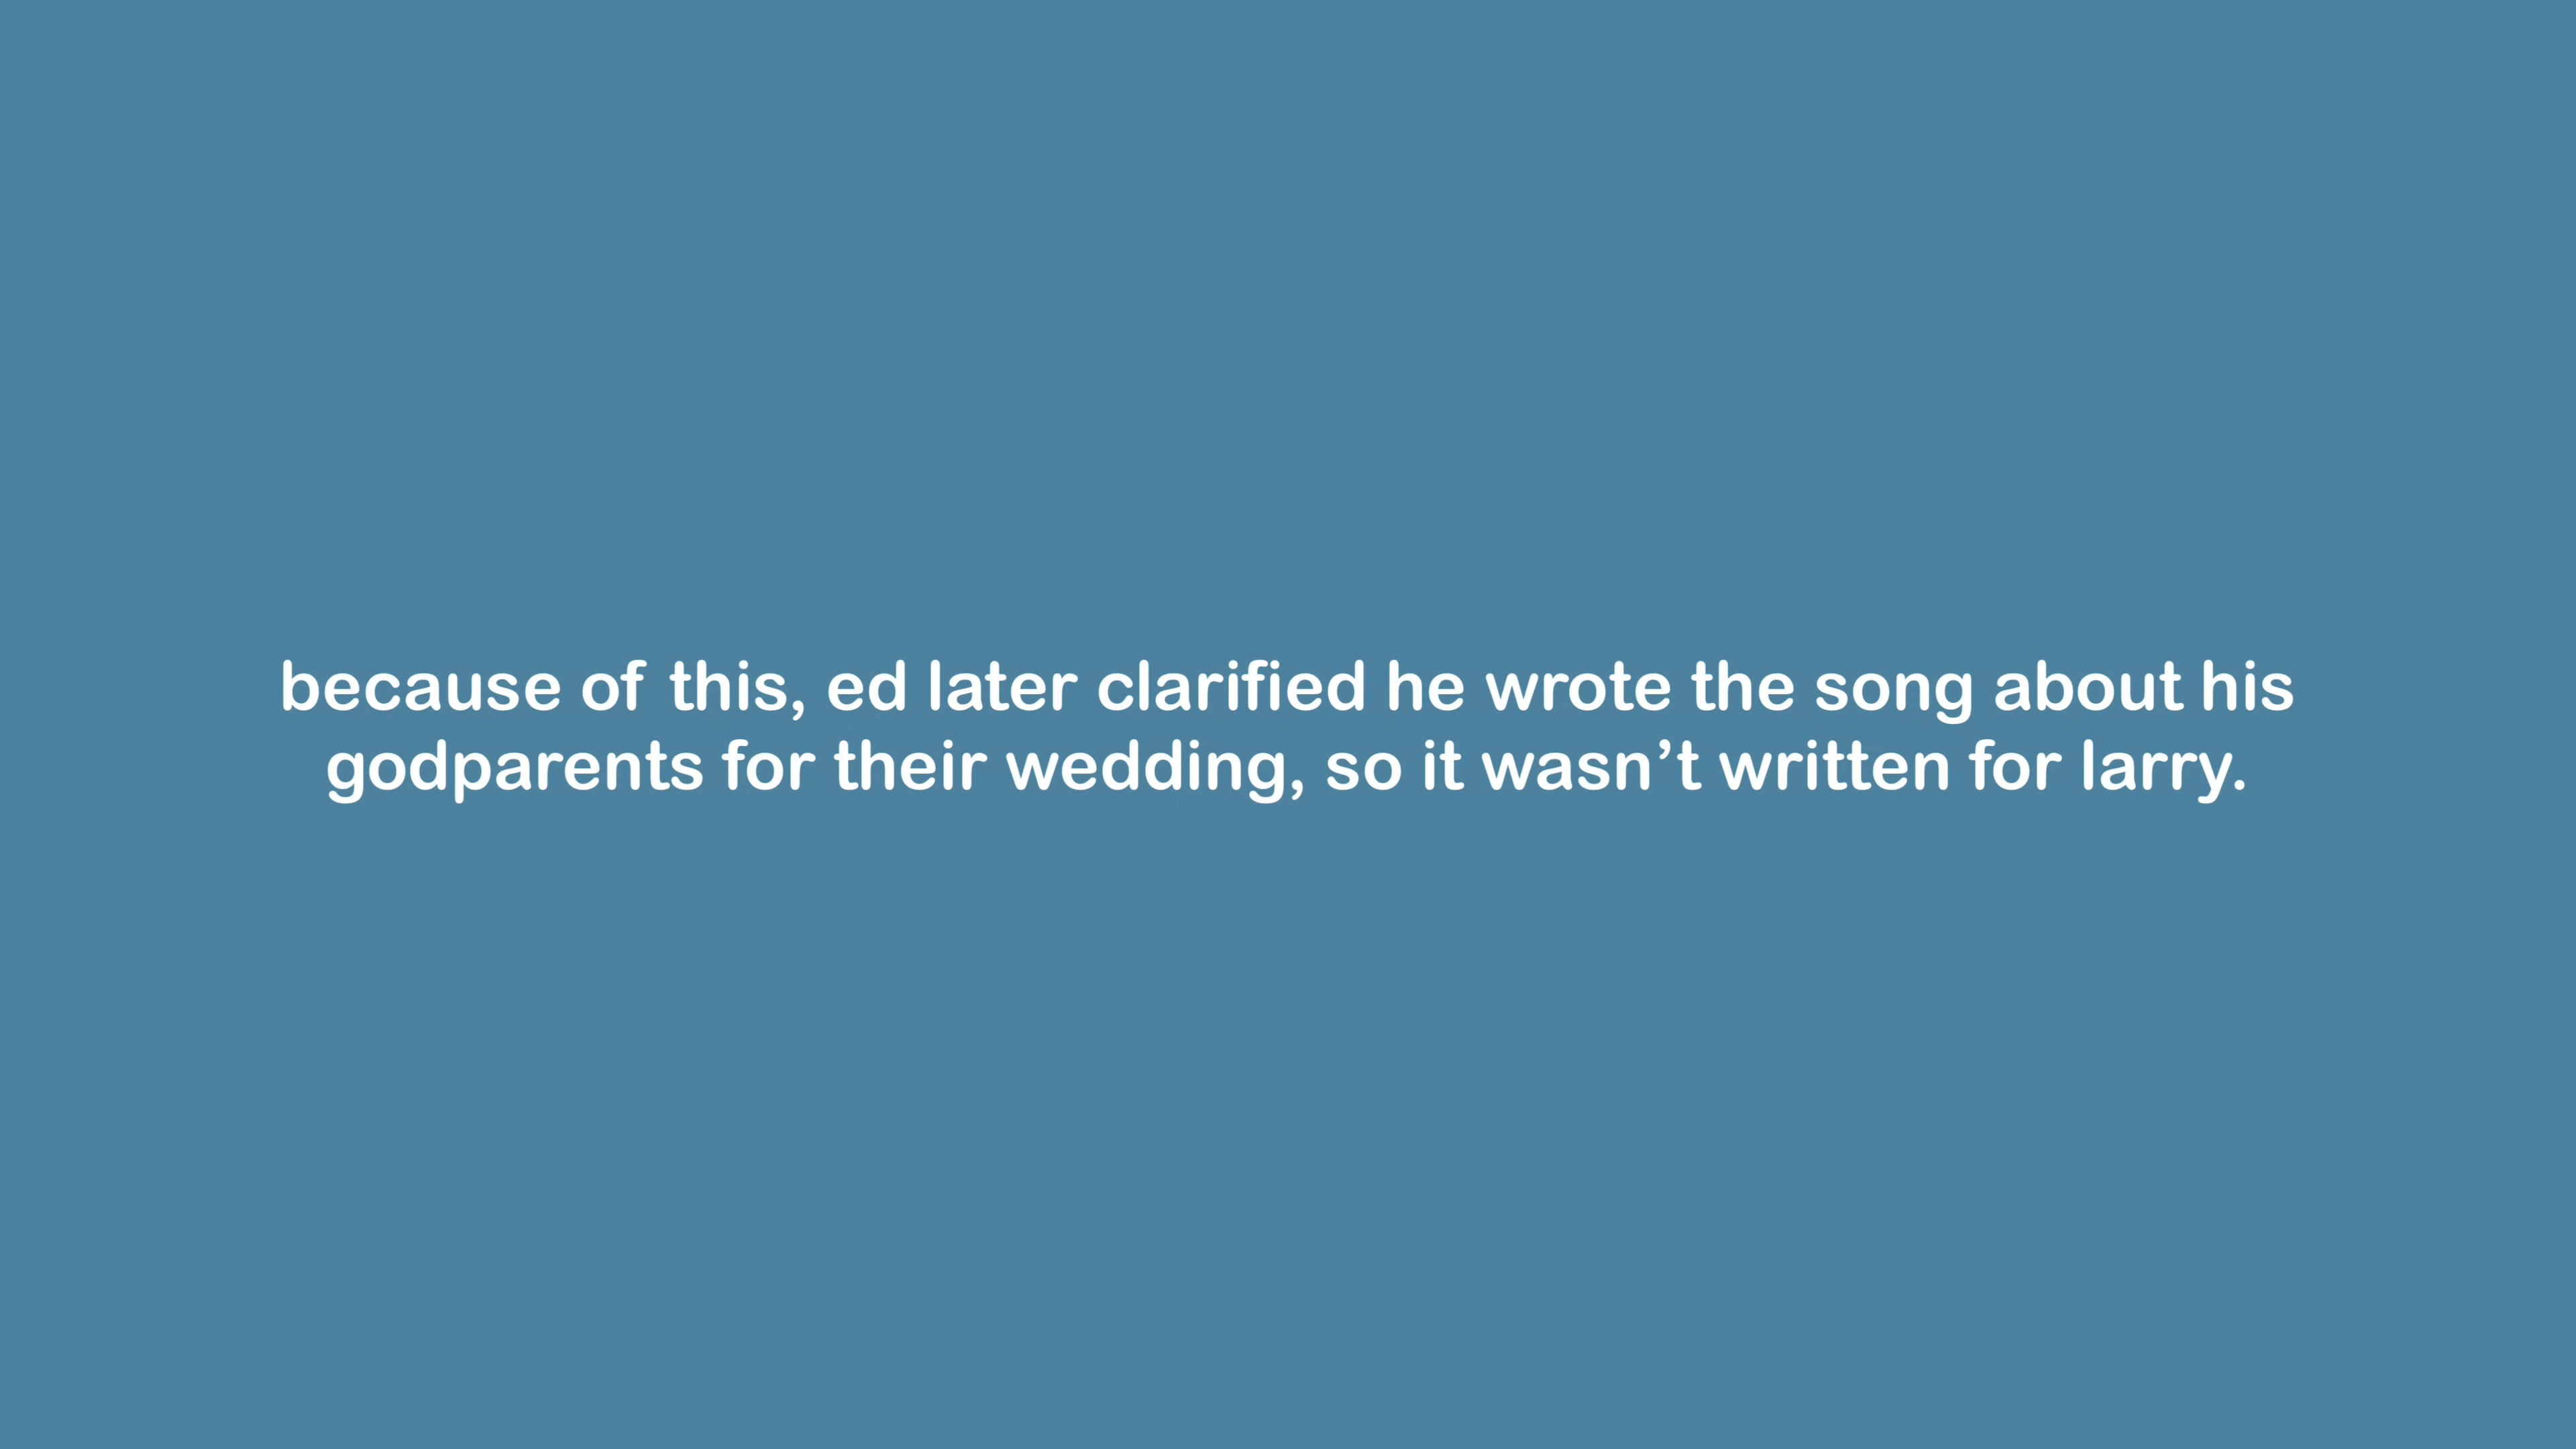 because of this, ed later clarified he wrote the song about his
godparents for their wedding, so it wasn’t written for larry.